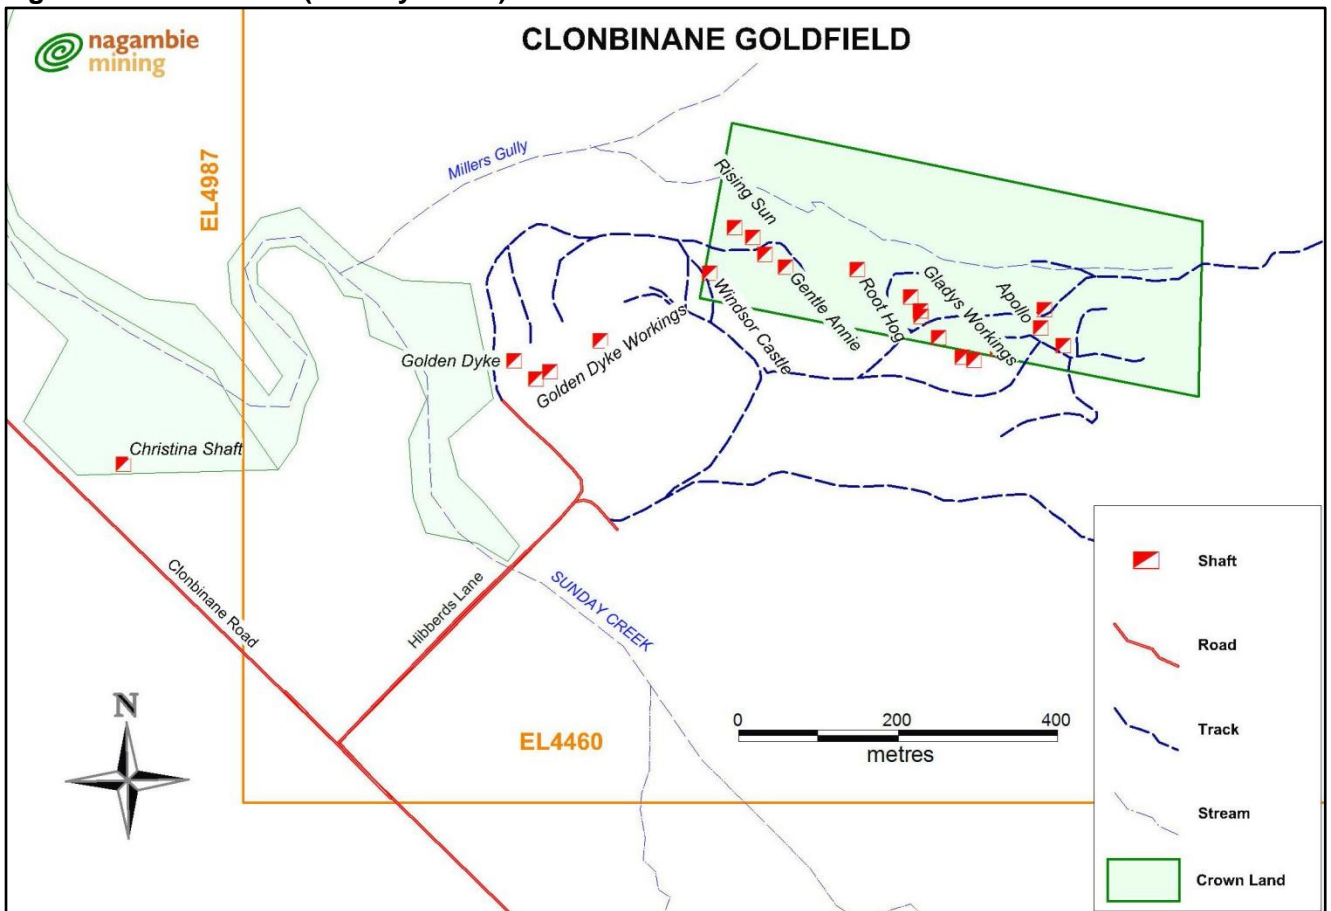 nagambie
mining
CLONBINANE GOLDFIELD
EL4987
Millers Gully
Rising Sun
Gentle Annie
Windsor Castle
Root Hog
Gladys Workings
Apollo
Golden Dyke
Golden Dyke Workings
Christina Shaft
Clonbinane Road
Hibberds Lane
SUNDAY CREEK
N
EL4460
0 200 400
metres
Shaft
Road
Track
Stream
Crown Land